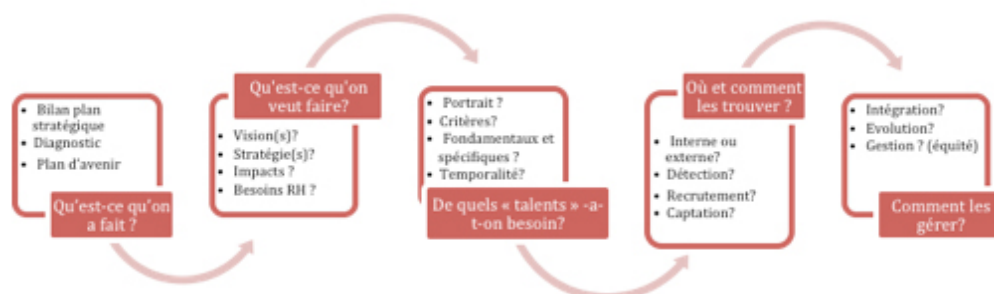 • Bilan plan
stratégique
• Diagnostic
• Plan d'avenir
Qu'est-ce qu'on
a fait ?
Qu'est-ce qu'on
veut faire?
• Vision(s)?
• Stratégie(s)?
• Impacts ?
• Besoins RH ?
• Portrait ?
• Critères?
• Fondamentaux et
spécifiques ?
• Temporalité?
De quels « talents » -a-
t-on besoin?
Où et comment
les trouver ?
• Interne ou
externe?
• Détection?
• Recrutement?
• Captation?
• Intégration?
• Evolution?
• Gestion ? (équité)
Comment les
gérer?